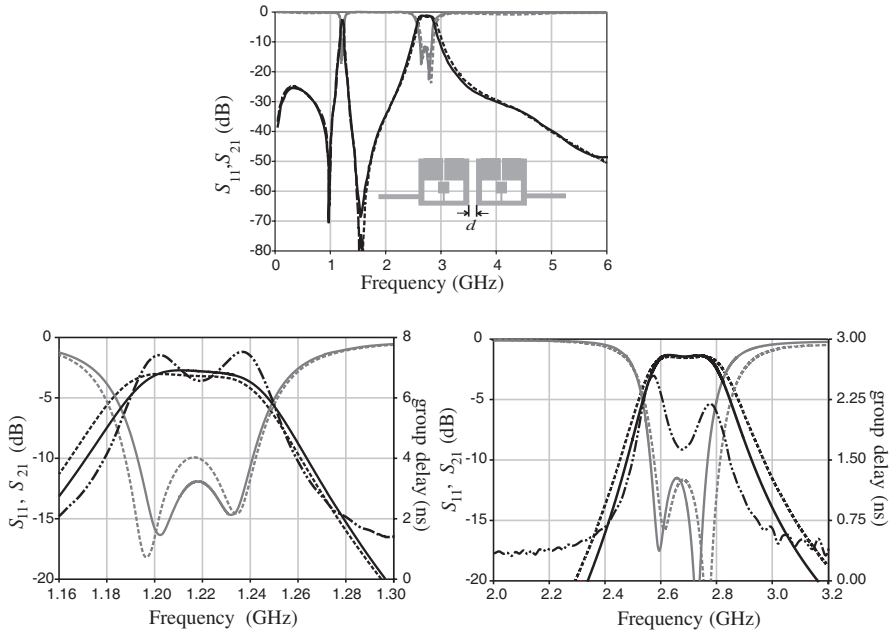 0
-10
-20
-30
-40
-50
-60
-70
-80
S11,S21 (dB)
d
0 1 2 3 4 5 6
Frequency (GHz)
0
-5
-10
-15
-20
S11, S21 (dB)
8
6
4
2
0
group delay (ns)
1.16 1.18 1.20 1.22 1.24 1.26 1.28 1.30
Frequency (GHz)
0
-5
-10
-15
-20
S11, S21 (dB)
3.00
2.25
1.50
0.75
0.00
group delay (ns)
2.0 2.2 2.4 2.6 2.8 3.0 3.2
Frequency (GHz)